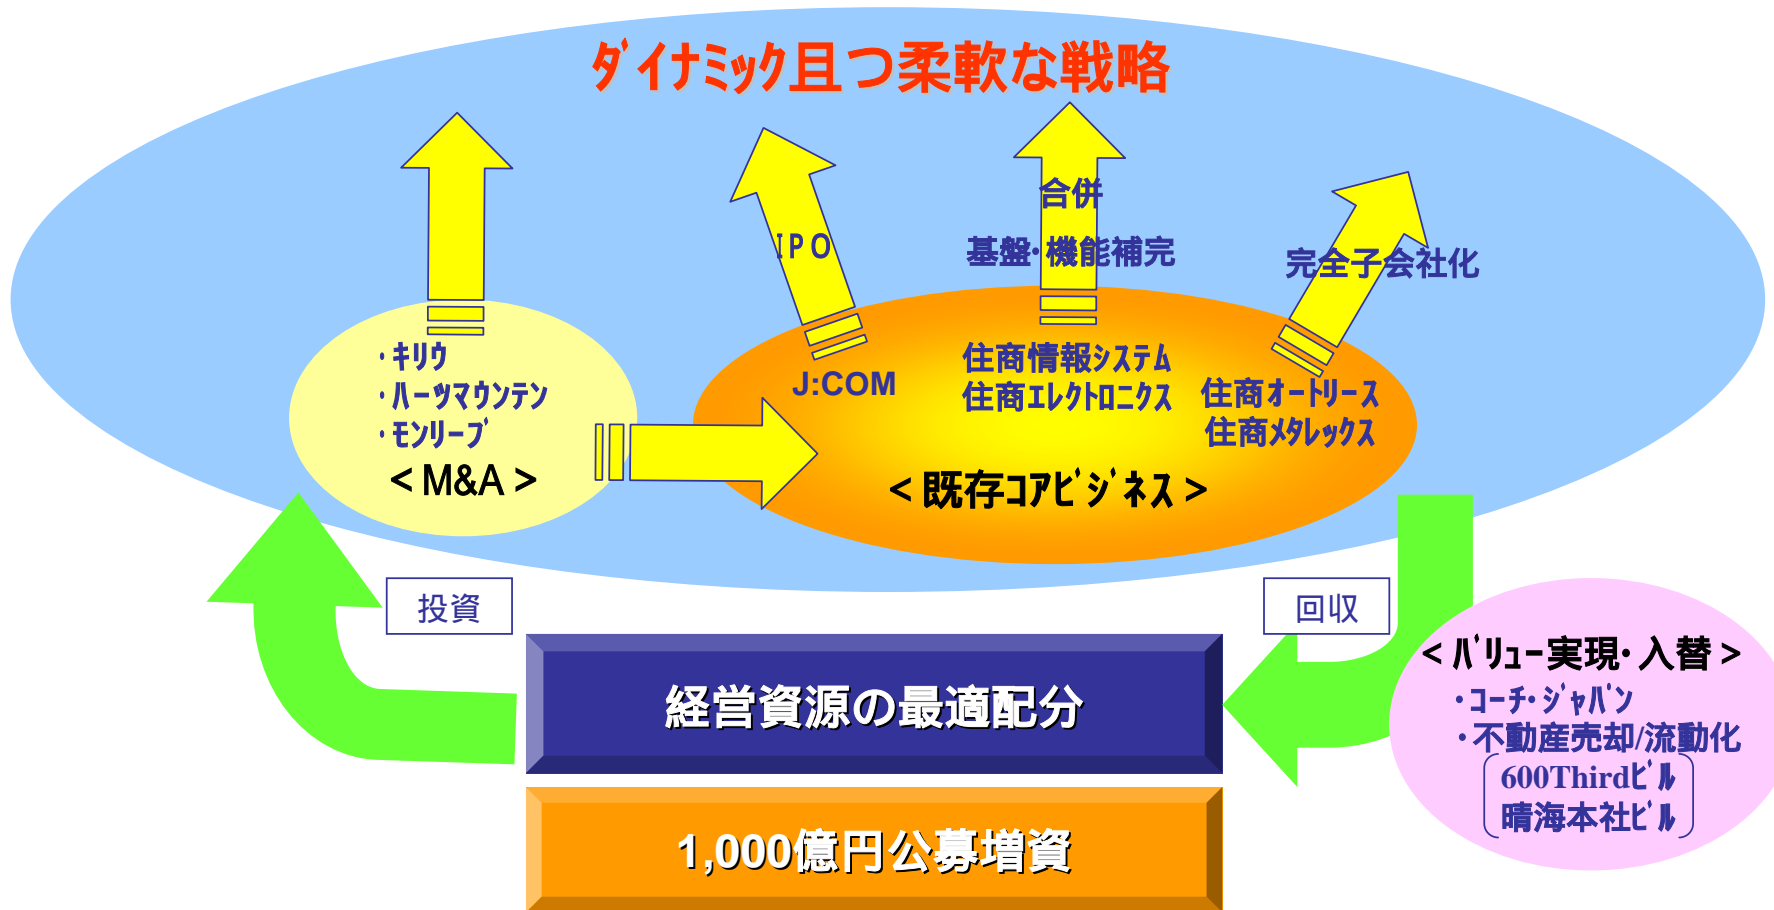 ﾀﾞｲﾅﾐｯｸ且つ柔軟な戦略
合併
IPO
基盤･機能補完
完全子会社化
･ｷﾘｳ
･ﾊｰﾂﾏｳﾝﾃﾝ
･ﾓﾝﾘｰﾌﾞ
＜M&A＞
J:COM
住商情報ｼｽﾃﾑ
住商ｴﾚｸﾄﾛﾆｸｽ
住商ｵｰﾄﾘｰｽ
住商ﾒﾀﾚｯｸｽ
＜既存ｺｱﾋﾞｼﾞﾈｽ＞
投資
回収
経営資源の最適配分
1,000億円公募増資
＜ﾊﾞﾘｭｰ実現･入替＞
･ｺｰﾁ･ｼﾞｬﾊﾟﾝ
･不動産売却/流動化
600Thirdﾋﾞﾙ
晴海本社ﾋﾞﾙ